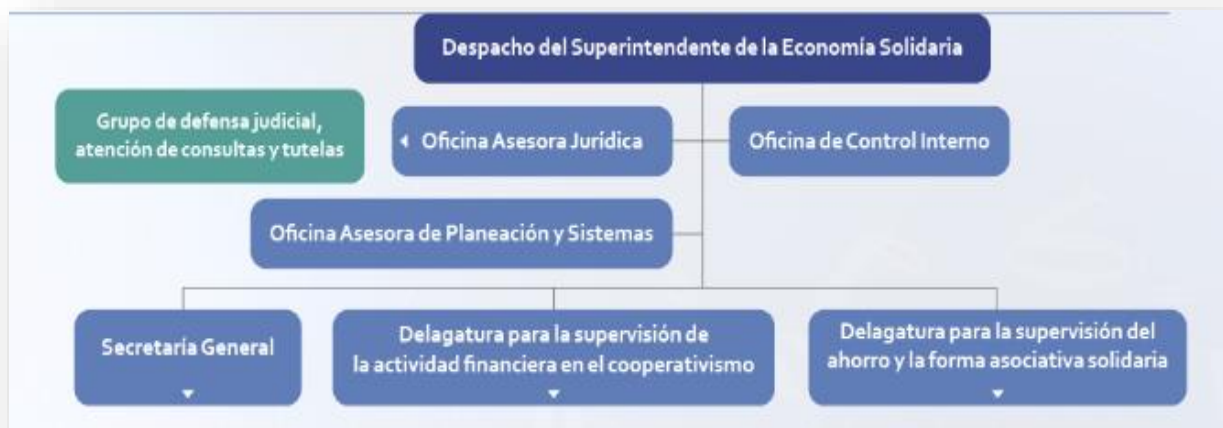 Despacho del Superintendente de la Economía Solidaria
Grupo de defensa judicial,
atención de consultas y tutelas
Oficina Asesora Jurídica
Oficina de Control Interno
Oficina Asesora de Planeación y Sistemas
Secretaría General
Delagatura para la supervisión de
la actividad financiera en el cooperativismo
Delagatura para la supervisión del
ahorro y la forma asociativa solidaria